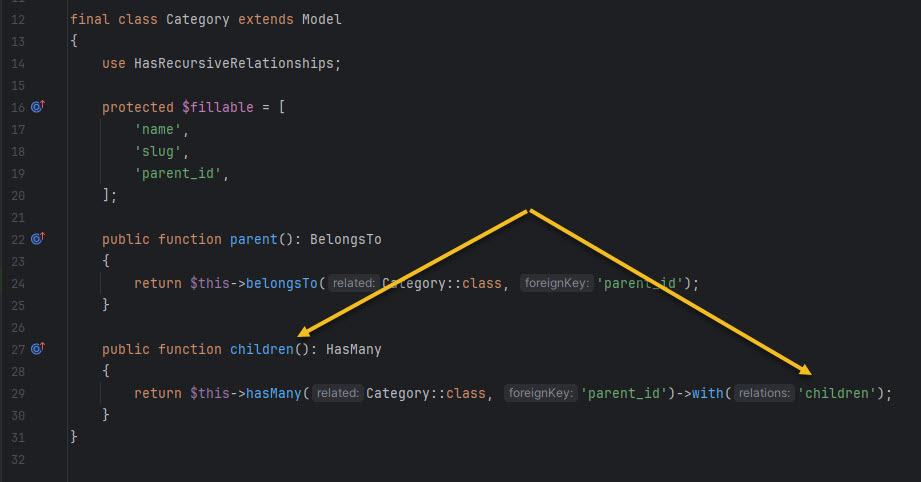 12 final class Category extends Model
13 {
14 use HasRecursiveRelationships;
15
16 protected $fillable = [
17 'name',
18 'slug',
19 'parent_id',
20 ];
21
22 public function parent(): BelongsTo
23 {
24 return $this->belongsTo( related: Category::class, foreignKey: 'parent_id');
25 }
26
27 public function children(): HasMany
28 {
29 return $this->hasMany( related: Category::class, foreignKey: 'parent_id')->with( relations: 'children');
30 }
31 }
32